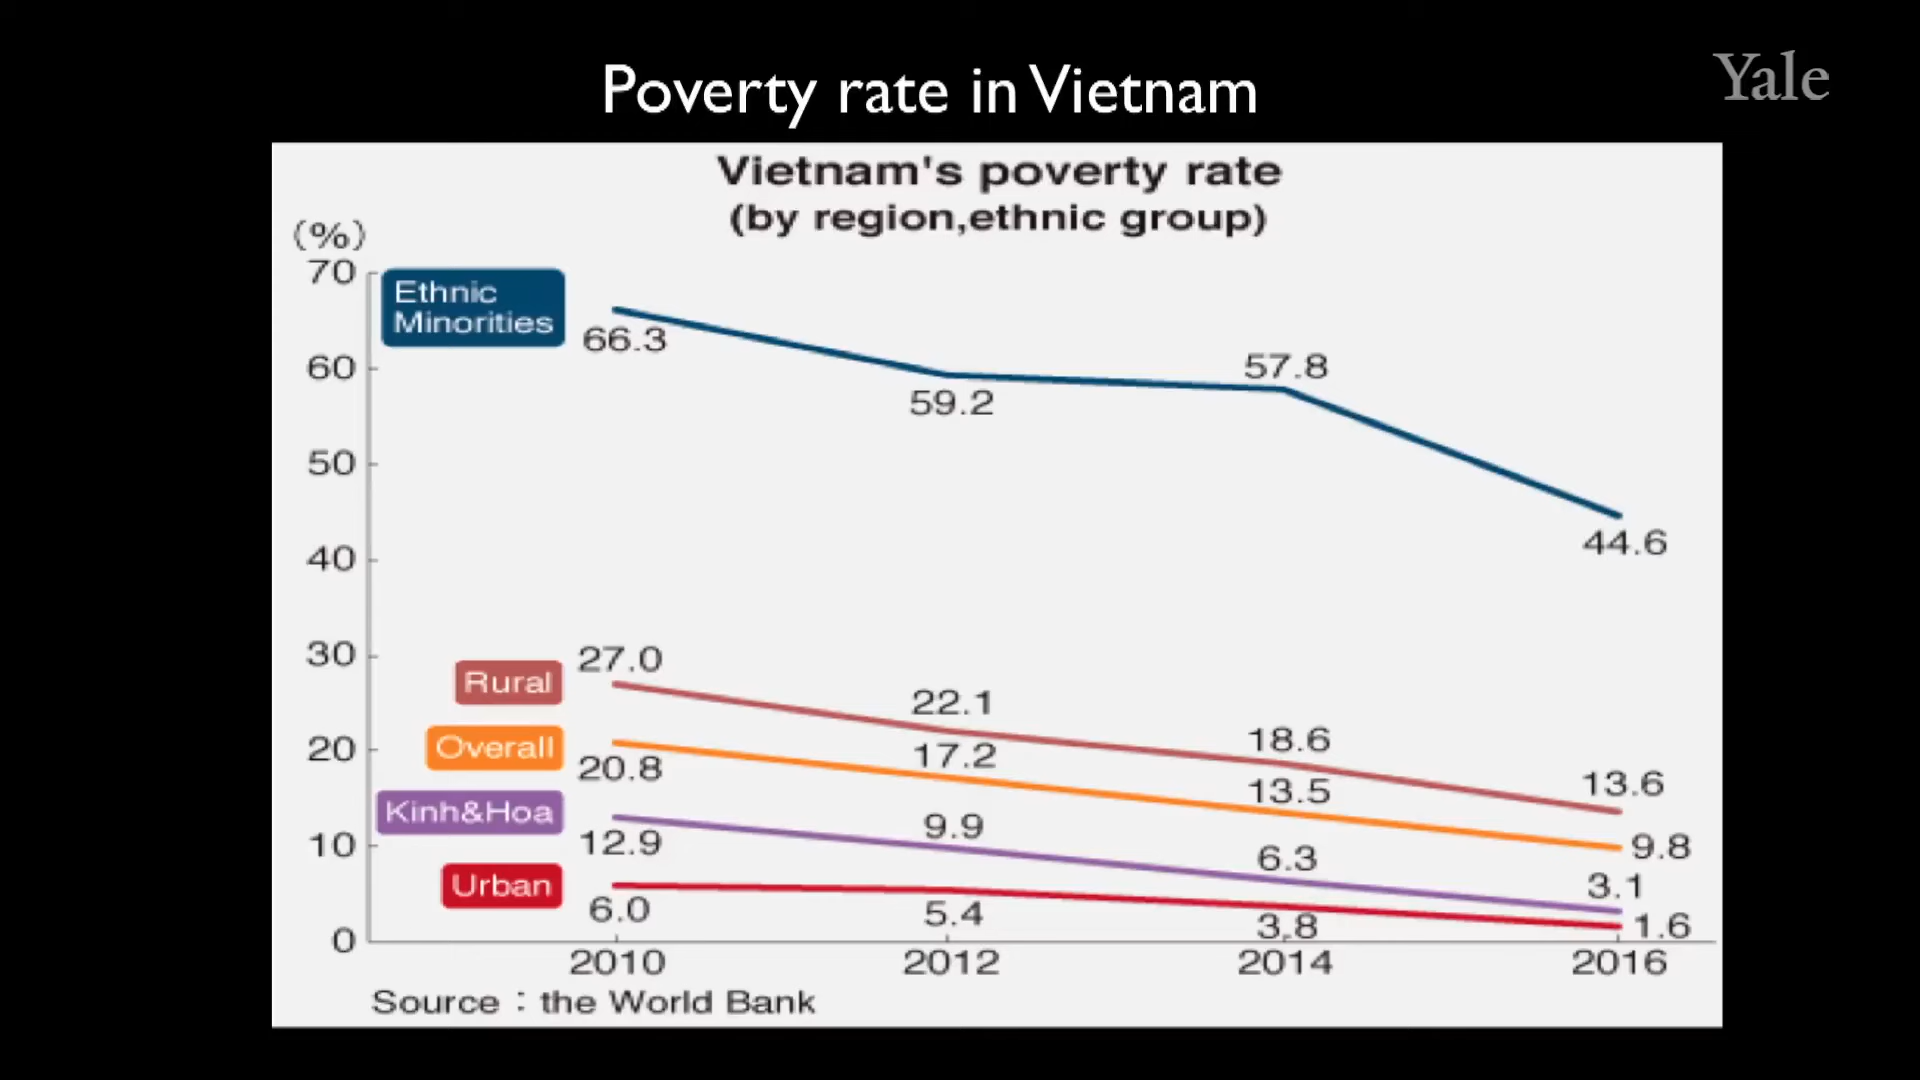 Poverty rate in Vietnam
Yale
Vietnam's poverty rate
(by region,ethnic group)
(%)
70
60
50
40
30
20
10
0
Ethnic
Minorities
66.3
59.2
57.8
44.6
Rural
27.0
22.1
18.6
13.6
Overall
20.8
17.2
13.5
9.8
Kinh&Hoa
12.9
9.9
6.3
3.1
Urban
6.0
5.4
3.8
1.6
2010 2012 2014 2016
Source : the World Bank